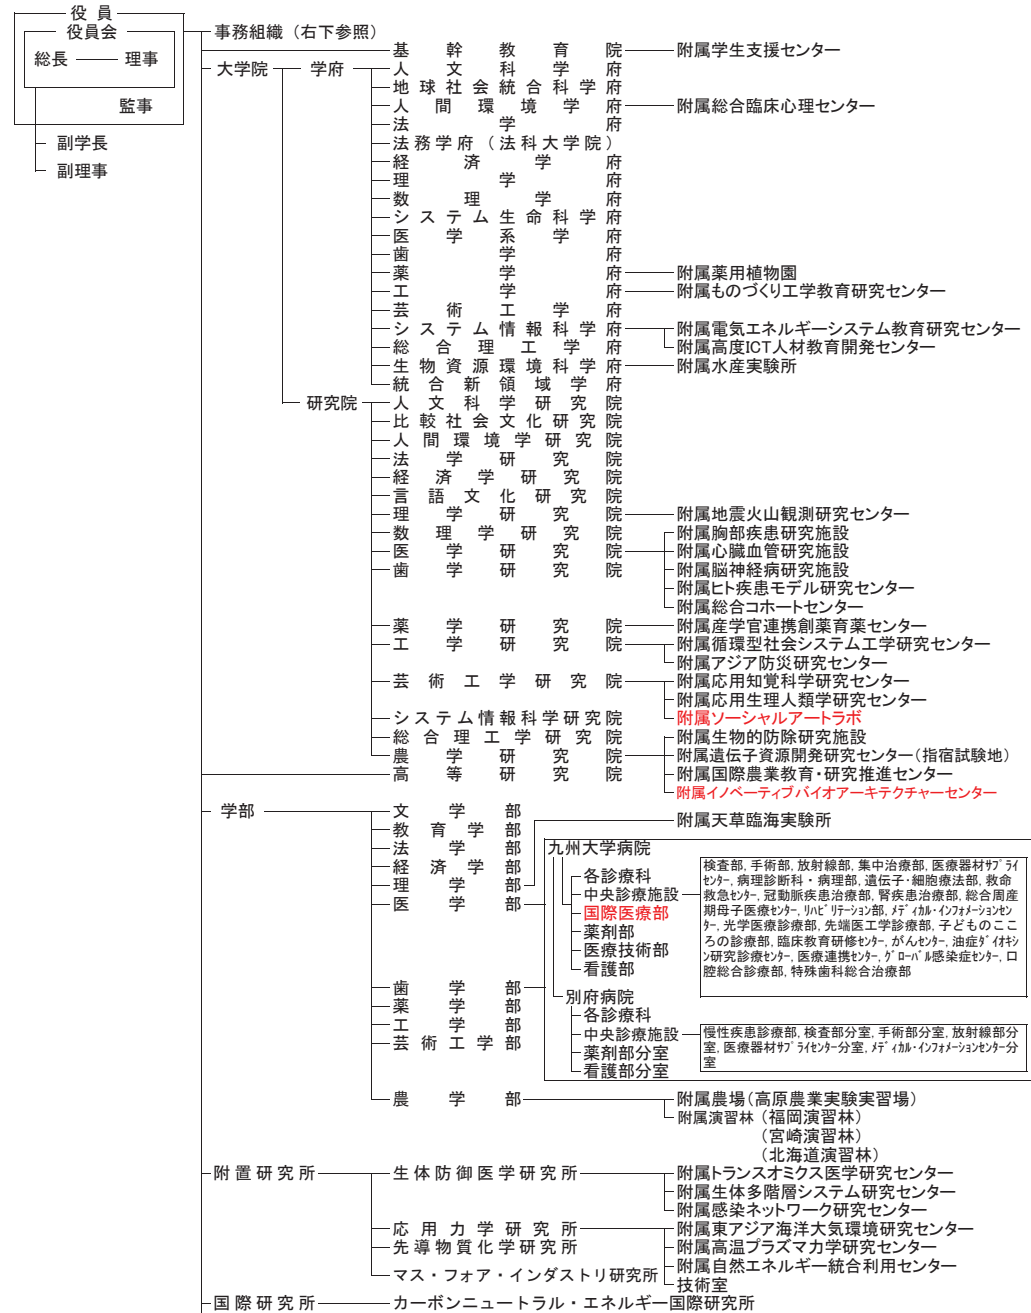 役 員
役員会
総長 理事
監事
副学長
副理事
事務組織（右下参照）
基幹教育院 附属学生支援センター
大学院 学府 人文科学府
地球社会統合科学府
人間環境学府 附属総合臨床心理センター
法学府
法務学府（法科大学院）
経済学府
理学府
数理学府
システム生命科学府
医学系学府
歯学府
薬学府 附属薬用植物園
工学府 附属ものづくり工学教育研究センター
芸術工学府
システム情報科学府 附属電気エネルギーシステム教育研究センター
総合理工学府 附属高度ICT人材教育開発センター
生物資源環境科学府 附属水産実験所
統合新領域学府
研究院 人文科学研究院
比較社会文化研究院
人間環境学研究院
法学研究院
経済学研究院
言語文化研究院
理学研究院 附属地震火山観測研究センター
数理学研究院 附属胸部疾患研究施設
医学研究院 附属心臓血管研究施設
歯学研究院 附属脳神経病研究施設
附属ヒト疾患モデル研究センター
附属総合コホートセンター
薬学研究院 附属産学官連携創薬育薬センター
工学研究院 附属循環型社会システム工学研究センター
附属アジア防災研究センター
芸術工学研究院 附属応用知覚科学研究センター
附属応用生理人類学研究センター
システム情報科学研究院 附属ソーシャルアートラボ
総合理工学研究院 附属生物的防除研究施設
農学研究院 附属遺伝子資源開発研究センター（指宿試験地）
高等研究院 附属国際農業教育・研究推進センター
附属イノベーティブバイオアーキテクチャーセンター
学部 文学部
教育学部 附属天草臨海実験所
法学部
経済学部
理学部
医学部
九州大学病院
各診療科
中央診療施設
国際医療部
薬剤部
医療技術部
看護部
検査部, 手術部, 放射線部, 集中治療部, 医療器材ｻﾌﾟﾗｲ
ｾﾝﾀｰ, 病理診断科・病理部, 遺伝子・細胞療法部, 救命
救急ｾﾝﾀｰ, 冠動脈疾患治療部, 腎疾患治療部, 総合周産
期母子医療ｾﾝﾀｰ, ﾘﾊﾋﾞﾘﾃｰｼｮﾝ部, ﾒﾃﾞｨｶﾙ･ｲﾝﾌｫﾒｰｼｮﾝｾﾝ
ﾀｰ, 光学医療診療部, 先端医工学診療部, 子どものここ
ろの診療部, 臨床教育研修ｾﾝﾀｰ, がんｾﾝﾀｰ, 油症ﾀﾞｲｵｷｼ
ﾝ研究診療ｾﾝﾀｰ, 医療連携ｾﾝﾀｰ, ｸﾞﾛｰﾊﾞﾙ感染症ｾﾝﾀｰ, 口
腔総合診療部, 特殊歯科総合治療部
歯学部
薬学部
工学部
芸術工学部
別府病院
各診療科
中央診療施設
薬剤部分室
看護部分室
慢性疾患診療部, 検査部分室, 手術部分室, 放射線部分
室, 医療器材ｻﾌﾟﾗｲｾﾝﾀｰ分室, ﾒﾃﾞｨｶﾙ･ｲﾝﾌｫﾒｰｼｮﾝｾﾝﾀｰ分
室
農学部 附属農場（高原農業実験実習場）
附属演習林（福岡演習林）
（宮崎演習林）
（北海道演習林）
附置研究所 生体防御医学研究所 附属トランスオミクス医学研究センター
附属生体多階層システム研究センター
附属感染ネットワーク研究センター
応用力学研究所 附属東アジア海洋大気環境研究センター
先導物質化学研究所 附属高温プラズマ力学研究センター
附属自然エネルギー統合利用センター
マス・フォア・インダストリ研究所 技術室
国際研究所 カーボンニュートラル・エネルギー国際研究所